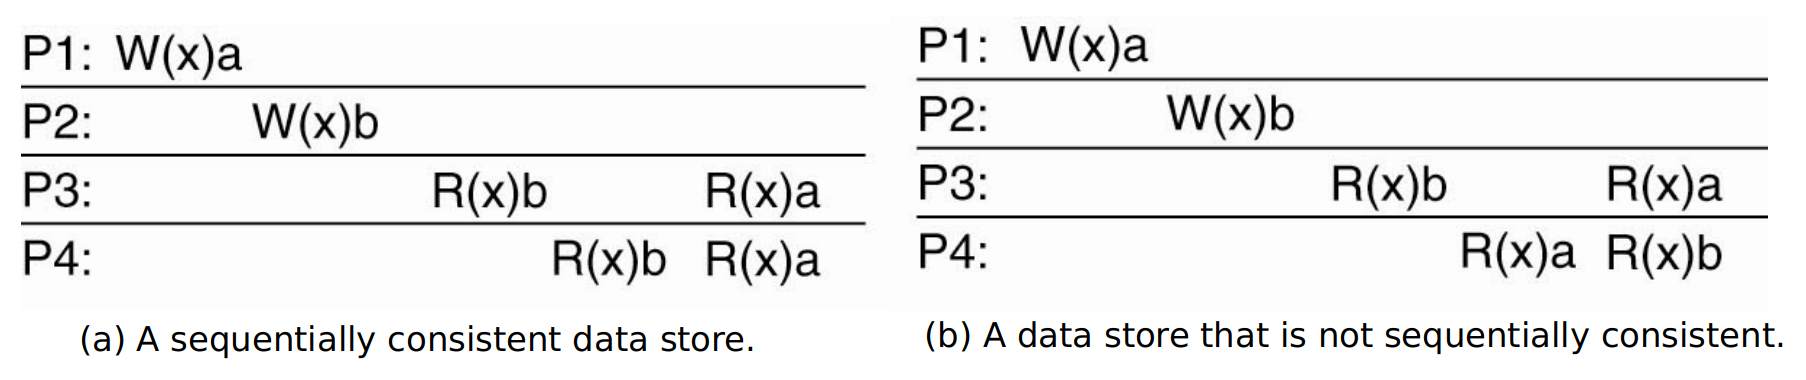 P1: W(x)a
P2: W(x)b
P3: R(x)b R(x)a
P4: R(x)b R(x)a
(a) A sequentially consistent data store.
P1: W(x)a
P2: W(x)b
P3: R(x)b R(x)a
P4: R(x)a R(x)b
(b) A data store that is not sequentially consistent.